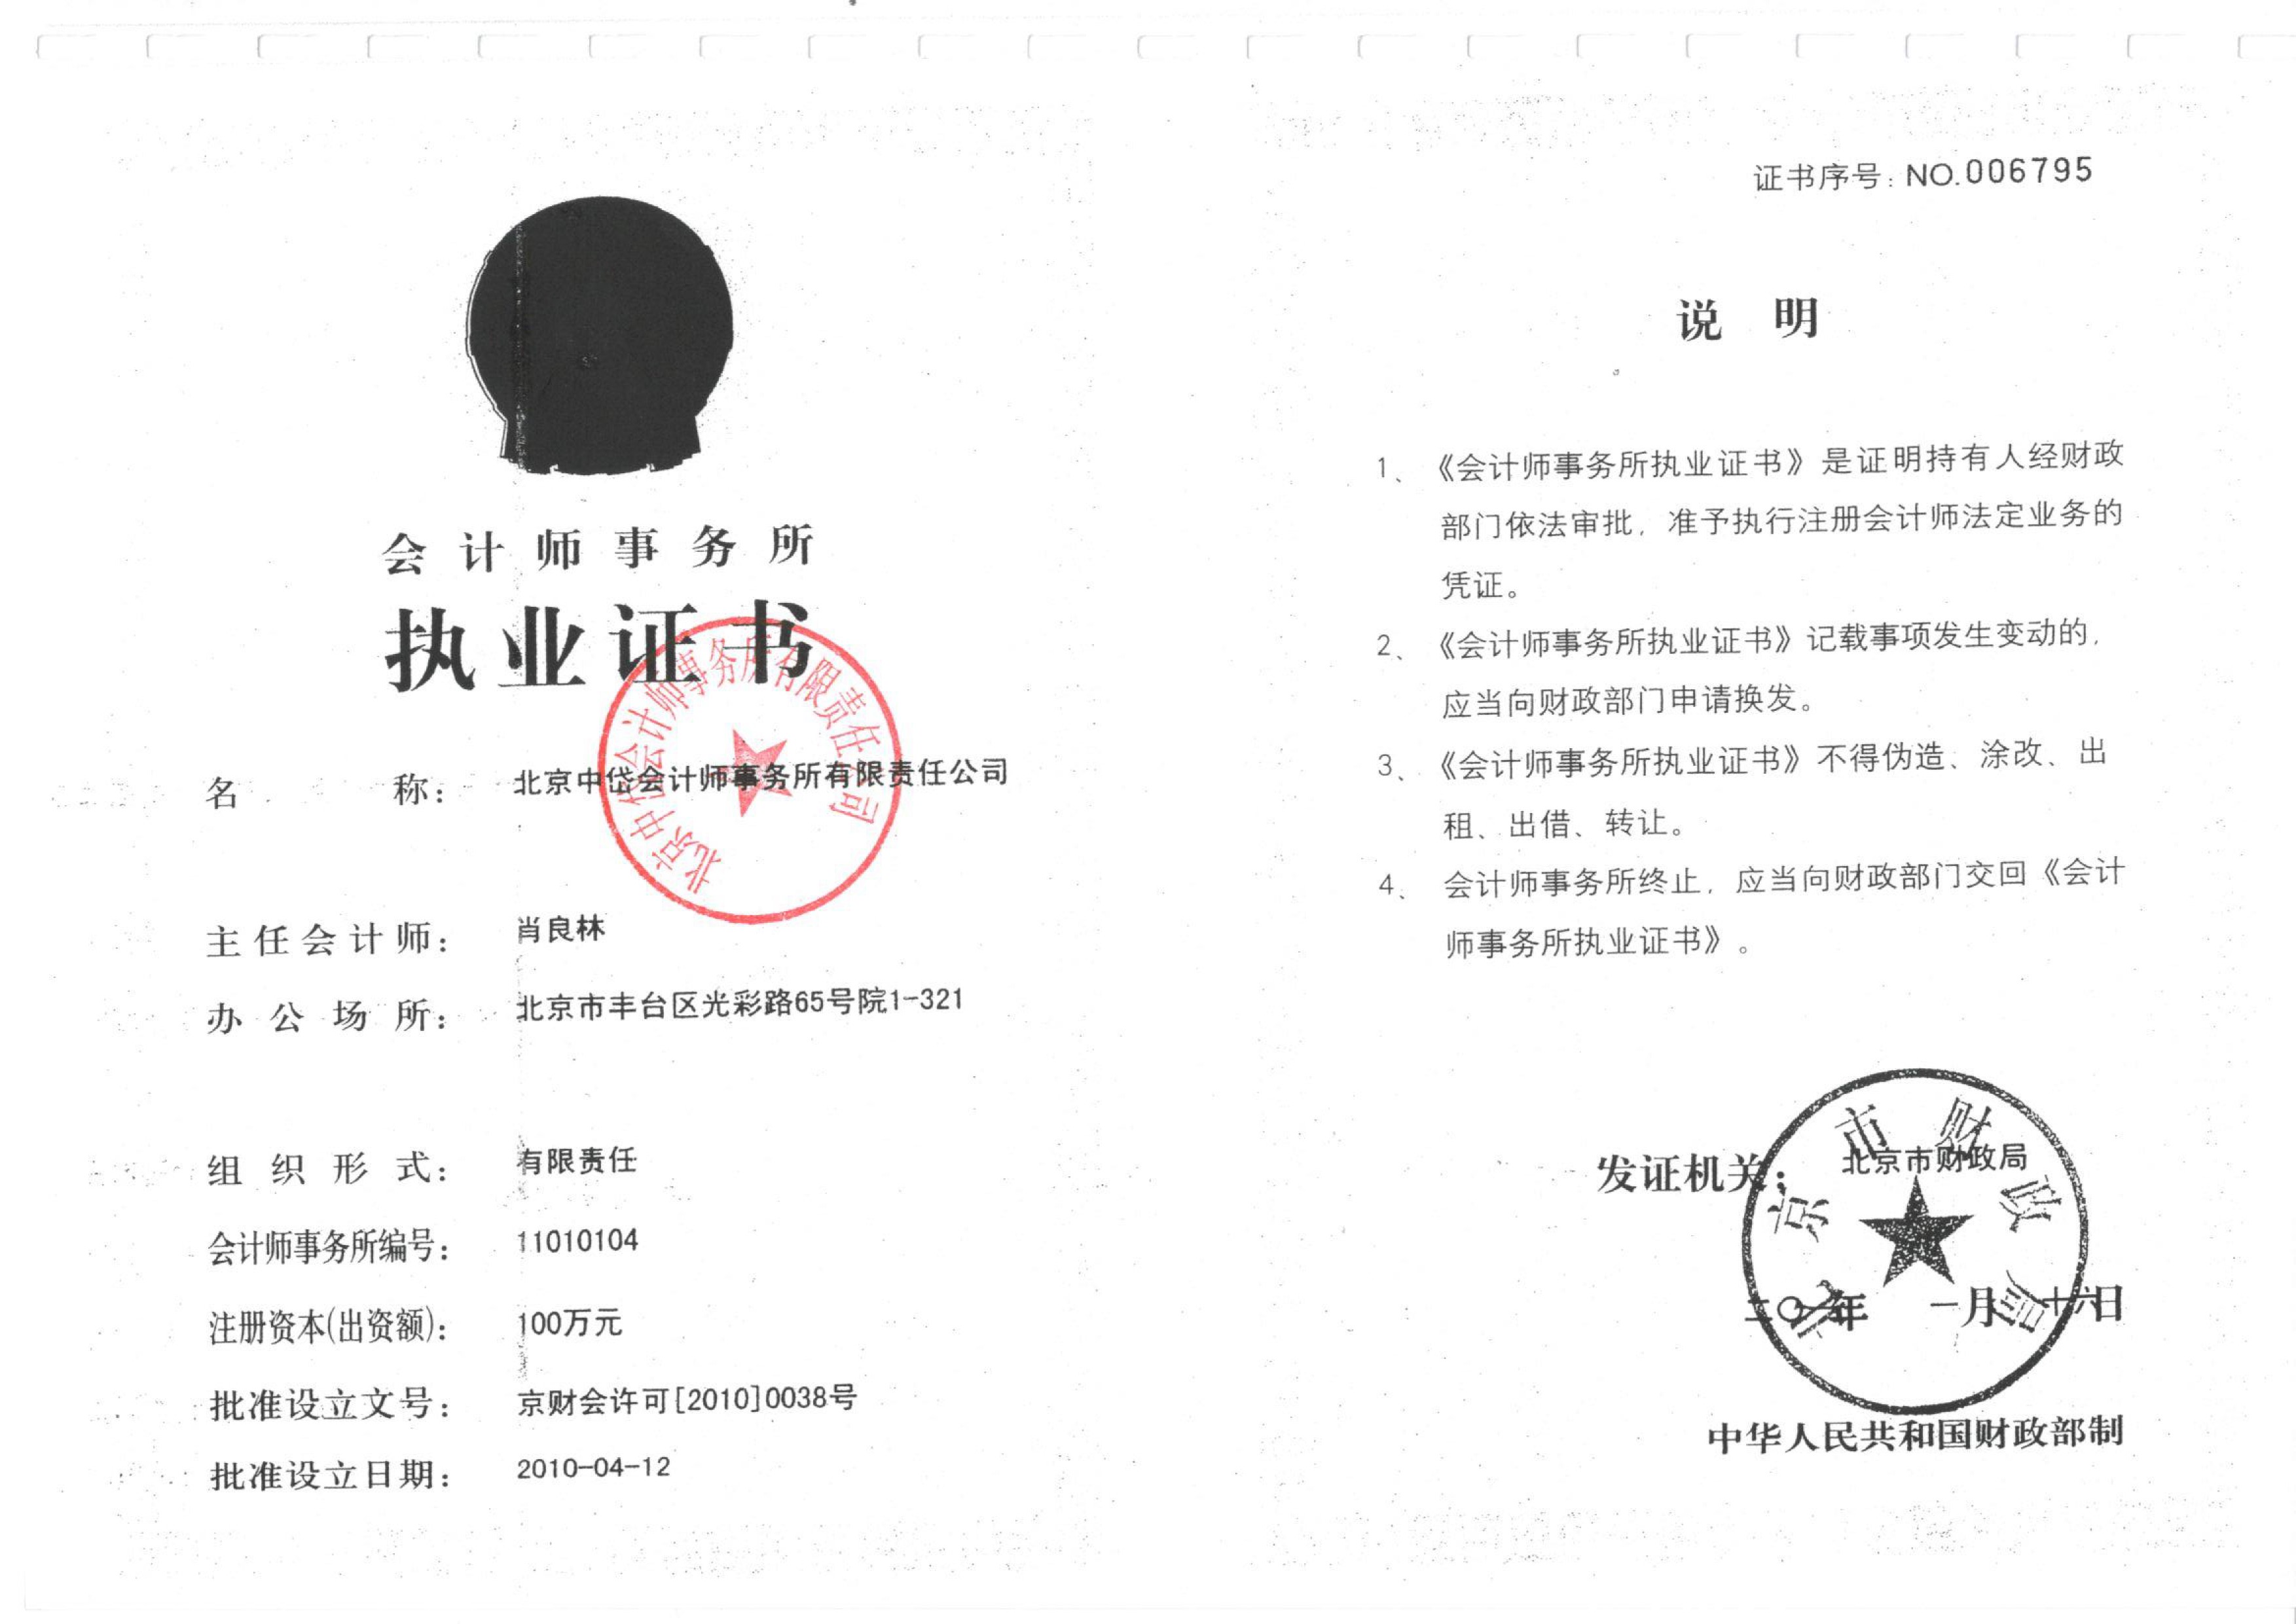 会计师事务所
执业证书
名称：北京中岱会计师事务所有限责任公司
主任会计师：肖良林
办公场所：北京市丰台区光彩路65号院1-321
组织形式：有限责任
会计师事务所编号：11010104
注册资本(出资额)：100万元
批准设立文号：京财会许可[2010]0038号
批准设立日期：2010-04-12
北京中岱会计师事务所有限责任公司
证书序号：NO.006795
说明
1、《会计师事务所执业证书》是证明持有人经财政
部门依法审批，准予执行注册会计师法定业务的
凭证。
2、《会计师事务所执业证书》记载事项发生变动的，
应当向财政部门申请换发。
3、《会计师事务所执业证书》不得伪造、涂改、出
租、出借、转让。
4、会计师事务所终止，应当向财政部门交回《会计
师事务所执业证书》。
发证机关：北京市财政局
北京市财政局
年 一月 十六日
中华人民共和国财政部制